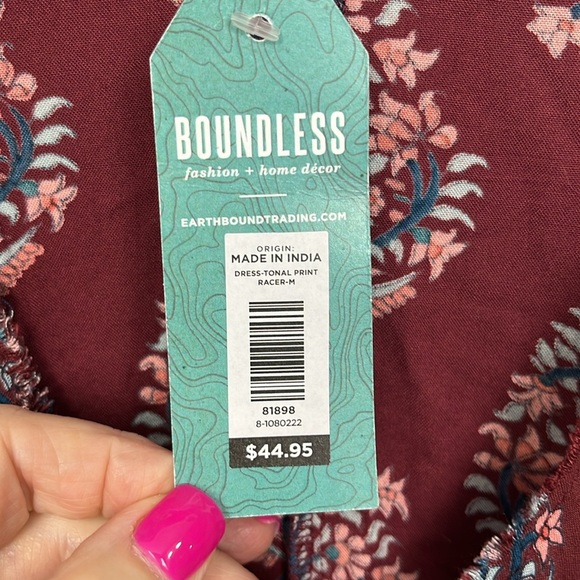 BOUNDLESS
fashion + home décor
EARTHBOUNDTRADING.COM
ORIGIN:
MADE IN INDIA
DRESS-TONAL PRINT
RACER-M
81898
8-1080222
$44.95